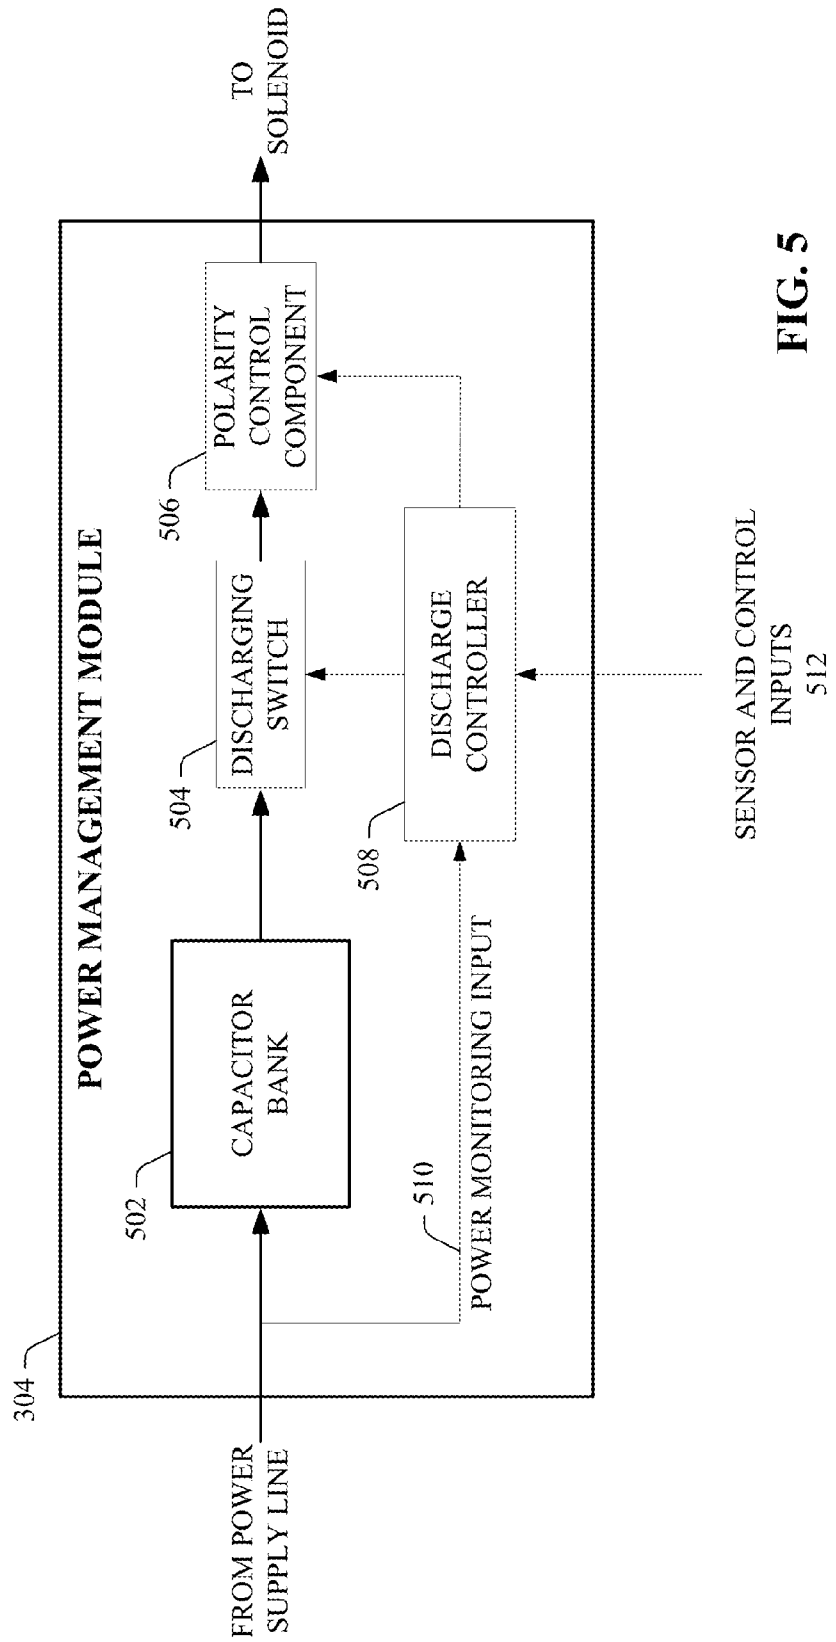 304
POWER MANAGEMENT MODULE
FROM POWER
SUPPLY LINE
502
CAPACITOR
BANK
504
DISCHARGING
SWITCH
506
POLARITY
CONTROL
COMPONENT
TO
SOLENOID
510
POWER MONITORING INPUT
508
DISCHARGE
CONTROLLER
SENSOR AND CONTROL
INPUTS
512
FIG. 5